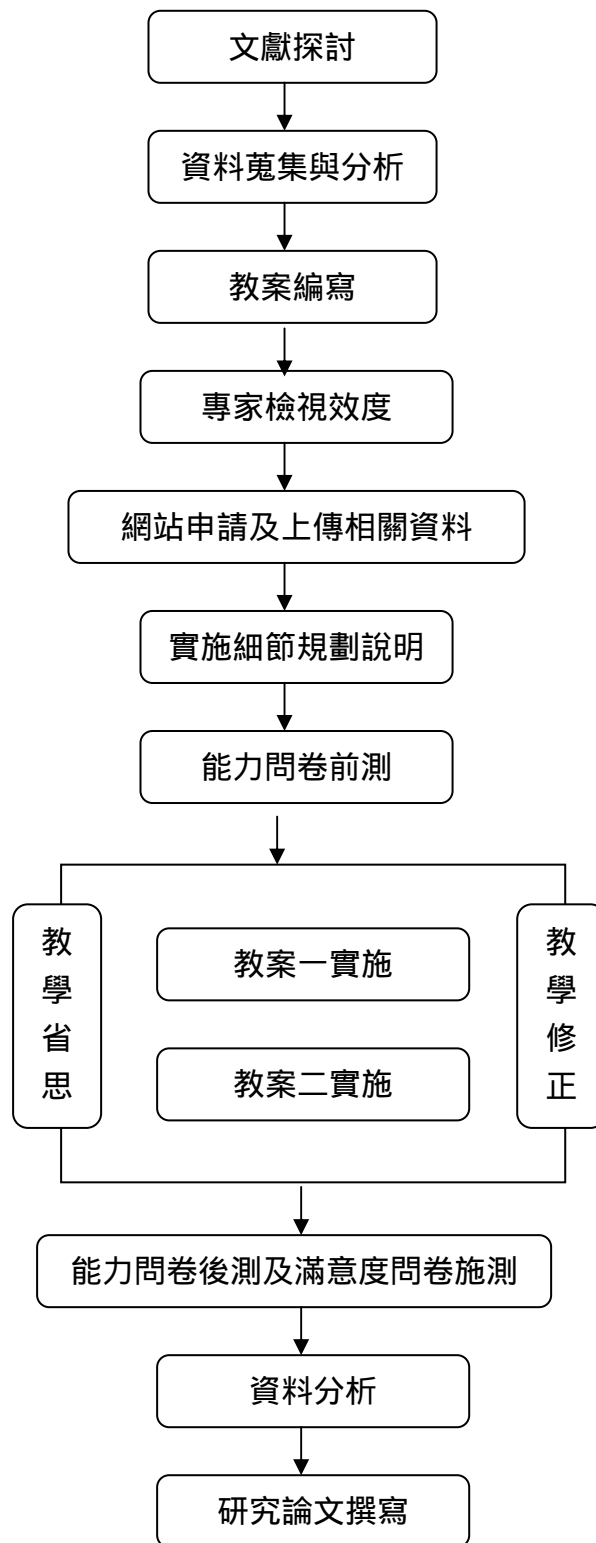 文獻探討
資料蒐集與分析
教案編寫
專家檢視效度
網站申請及上傳相關資料
實施細節規劃說明
能力問卷前測
教學省思
教案一實施
教案二實施
教學修正
能力問卷後測及滿意度問卷施測
資料分析
研究論文撰寫